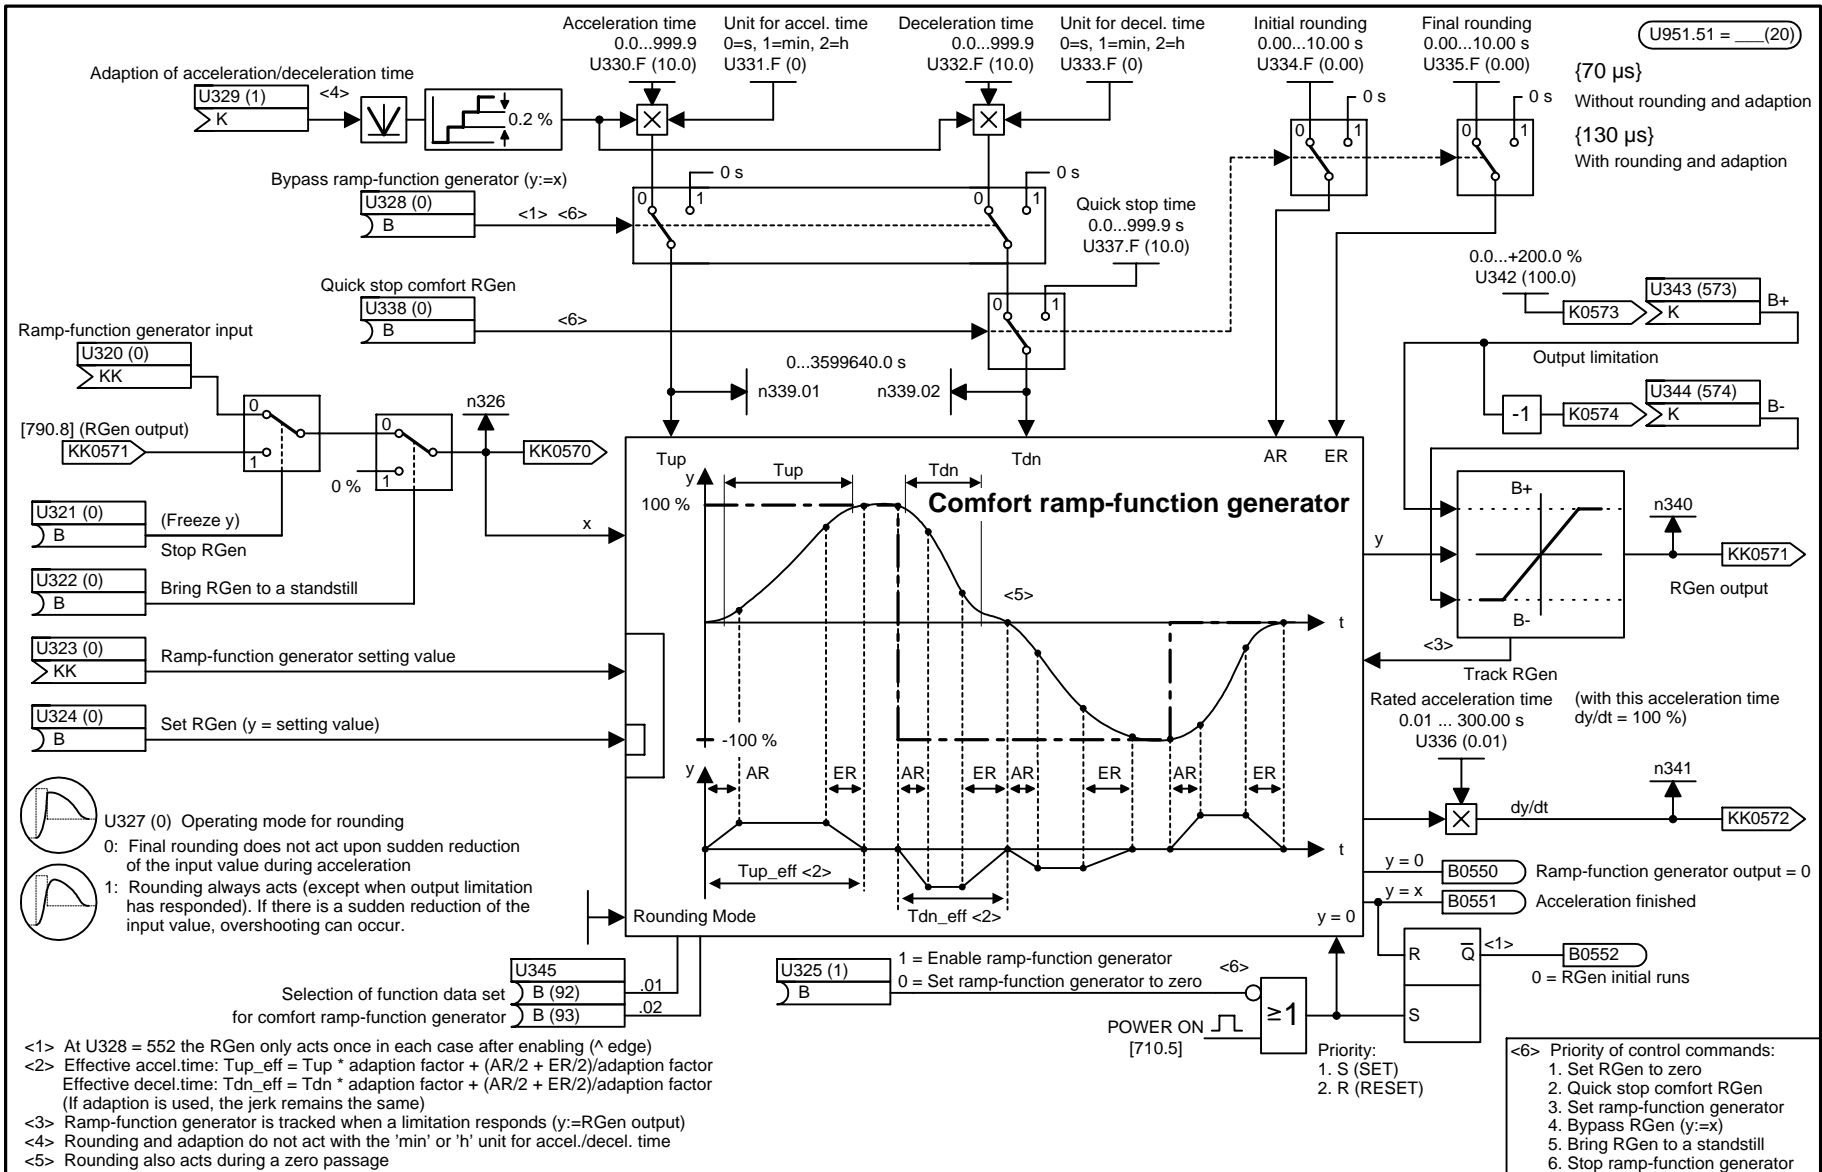 Acceleration time
0.0...999.9
U330.F (10.0)
Unit for accel. time
0=s, 1=min, 2=h
U331.F (0)
Deceleration time
0.0...999.9
U332.F (10.0)
Unit for decel. time
0=s, 1=min, 2=h
U333.F (0)
Initial rounding
0.00...10.00 s
U334.F (0.00)
Final rounding
0.00...10.00 s
U335.F (0.00)
U951.51 = ___(20)
{70 µs}
Without rounding and adaption
{130 µs}
With rounding and adaption
Adaption of acceleration/deceleration time
U329 (1)
K
<4>
0.2 %
0 s
0 s
0
1
0
1
Bypass ramp-function generator (y:=x)
U328 (0)
B
<1> <6>
0 s
0
1
0 s
0
1
Quick stop time
0.0...999.9 s
U337.F (10.0)
Quick stop comfort RGen
U338 (0)
B
<6>
0
1
0.0...+200.0 %
U342 (100.0)
K0573
U343 (573)
K
B+
Output limitation
-1
K0574
U344 (574)
K
B-
0...3599640.0 s
n339.01
n339.02
Ramp-function generator input
U320 (0)
KK
[790.8] (RGen output)
KK0571
0
1
0
1
0 %
n326
KK0570
U321 (0)
B
(Freeze y)
Stop RGen
U322 (0)
B
Bring RGen to a standstill
x
U323 (0)
KK
Ramp-function generator setting value
U324 (0)
B
Set RGen (y = setting value)
Tup
Tdn
AR
ER
Comfort ramp-function generator
y
Tup
Tdn
100 %
<5>
t
-100 %
y
AR
ER
AR
ER
AR
ER
AR
ER
t
Tup_eff <2>
Tdn_eff <2>
Rounding Mode
y = 0
y
B+
B-
n340
KK0571
RGen output
<3>
Track RGen
Rated acceleration time
0.01 ... 300.00 s
U336 (0.01)
(with this acceleration time
dy/dt = 100 %)
dy/dt
n341
KK0572
y = 0
B0550
Ramp-function generator output = 0
y = x
B0551
Acceleration finished
R
Q
S
<1>
B0552
0 = RGen initial runs
U327 (0) Operating mode for rounding
0: Final rounding does not act upon sudden reduction
of the input value during acceleration
1: Rounding always acts (except when output limitation
has responded). If there is a sudden reduction of the
input value, overshooting can occur.
Selection of function data set
for comfort ramp-function generator
U345
B (92)
B (93)
.01
.02
U325 (1)
B
1 = Enable ramp-function generator
0 = Set ramp-function generator to zero
<6>
≥1
POWER ON
[710.5]
Priority:
1. S (SET)
2. R (RESET)
<1> At U328 = 552 the RGen only acts once in each case after enabling (^ edge)
<2> Effective accel.time: Tup_eff = Tup * adaption factor + (AR/2 + ER/2)/adaption factor
Effective decel.time: Tdn_eff = Tdn * adaption factor + (AR/2 + ER/2)/adaption factor
(If adaption is used, the jerk remains the same)
<3> Ramp-function generator is tracked when a limitation responds (y:=RGen output)
<4> Rounding and adaption do not act with the 'min' or 'h' unit for accel./decel. time
<5> Rounding also acts during a zero passage
<6> Priority of control commands:
1. Set RGen to zero
2. Quick stop comfort RGen
3. Set ramp-function generator
4. Bypass RGen (y:=x)
5. Bring RGen to a standstill
6. Stop ramp-function generator